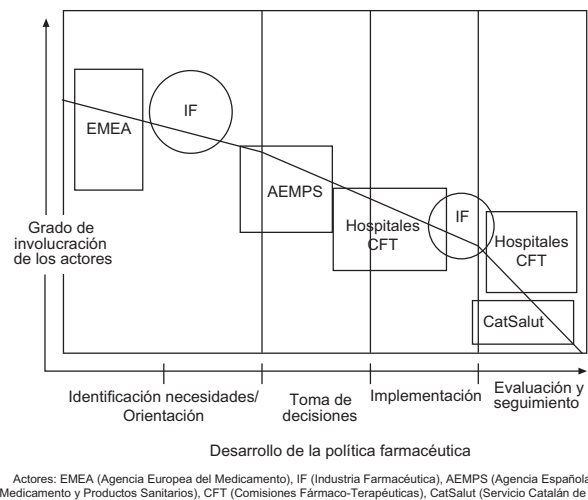 EMEA
IF
AEMPS
Hospitales
CFT
IF
Hospitales
CFT
CatSalut
Grado de
involucración
de los actores
Identificación necesidades/
Orientación
Toma de
decisiones
Implementación
Evaluación y
seguimiento
Desarrollo de la política farmacéutica
Actores: EMEA (Agencia Europea del Medicamento), IF (Industria Farmacéutica), AEMPS (Agencia Español
Medicamento y Productos Sanitarios), CFT (Comisiones Fármaco-Terapéuticas), CatSalut (Servicio Catalán de